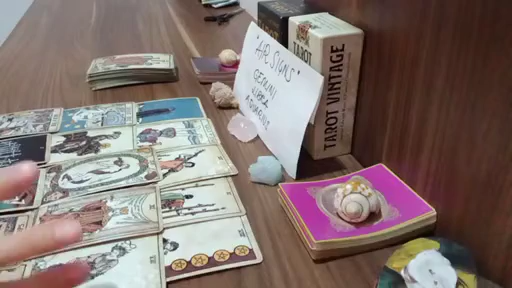 "AIR SIGNS"
GEMINI
LIBRA
AQUARIUS
TAROT
TAROT VINTAGE